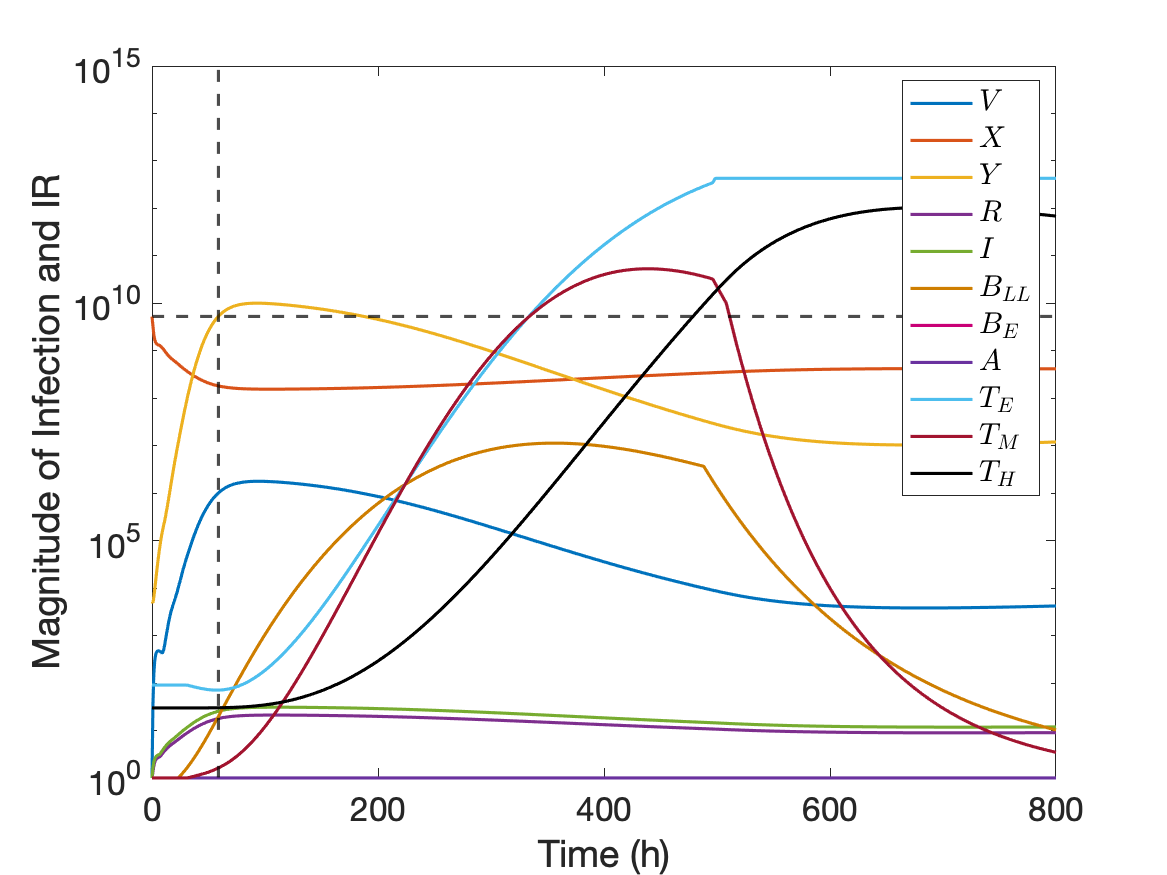 Magnitude of Infection and IR
10^15
10^10
10^5
10^0
0 200 400 600 800
Time (h)
V
X
Y
R
I
B_LL
B_E
A
T_E
T_M
T_H